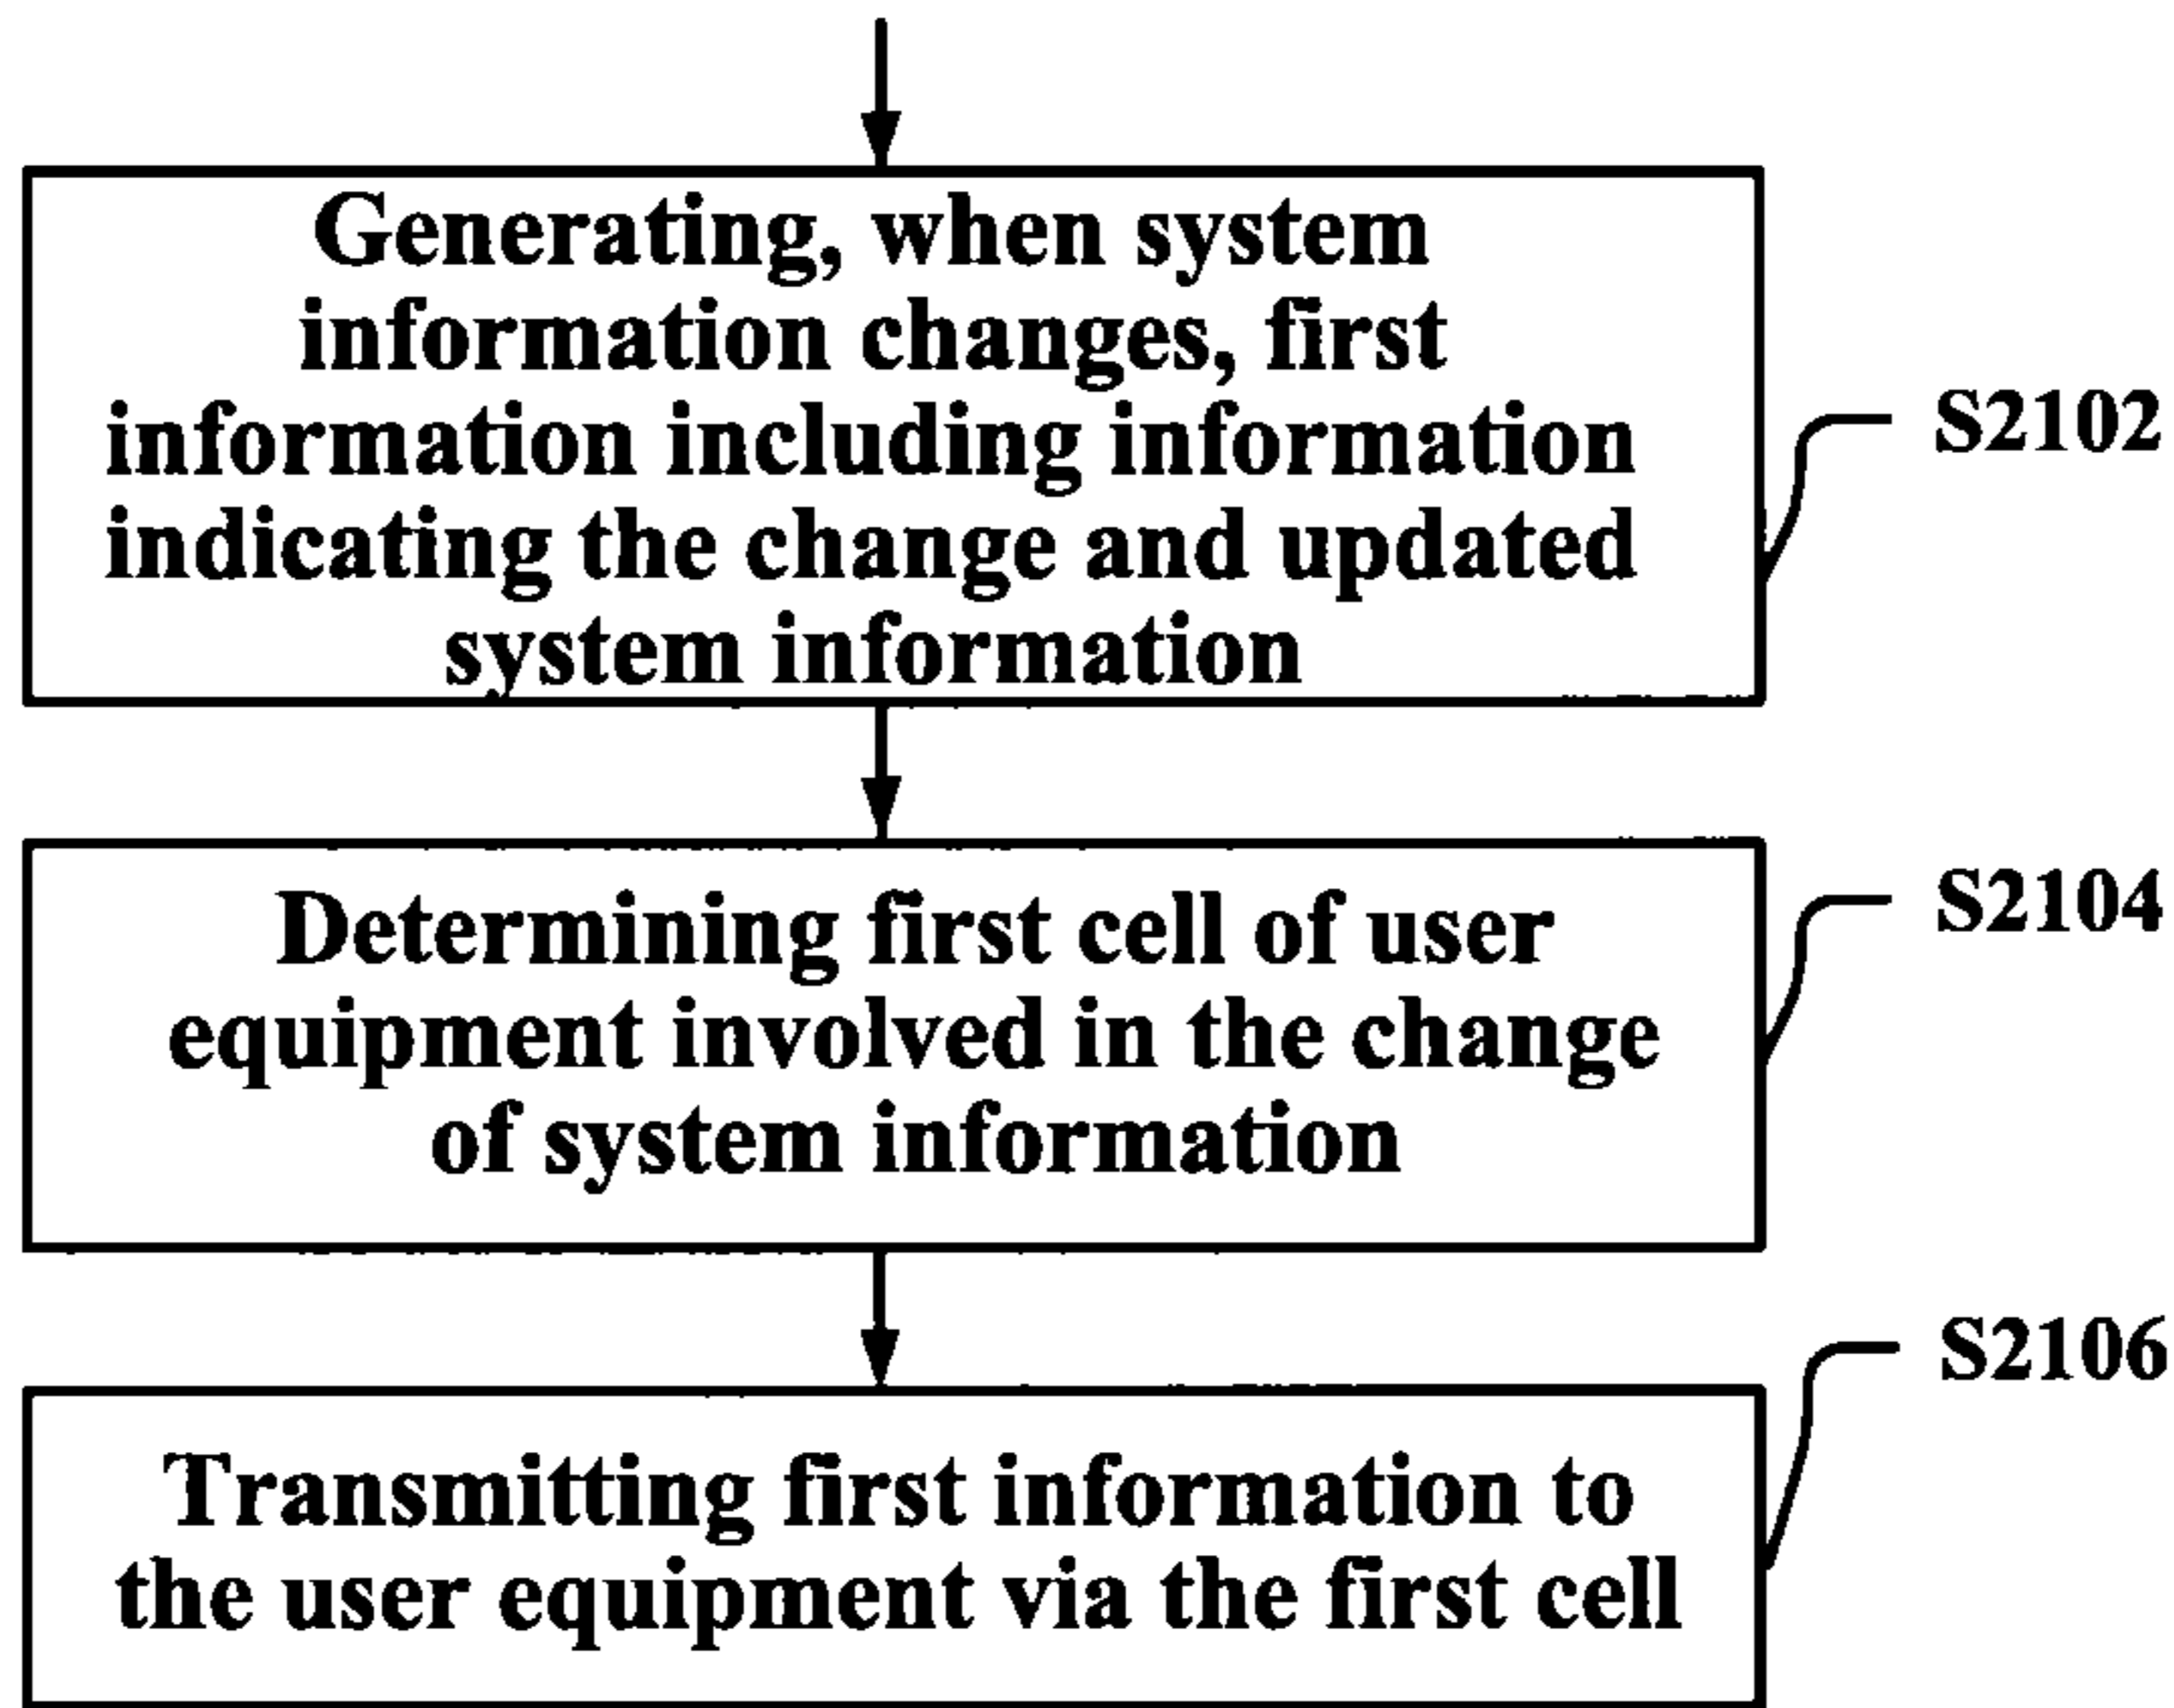 Generating, when system
information changes, first
information including information
indicating the change and updated
system information
S2102
Determining first cell of user
equipment involved in the change
of system information
S2104
Transmitting first information to
the user equipment via the first cell
S2106